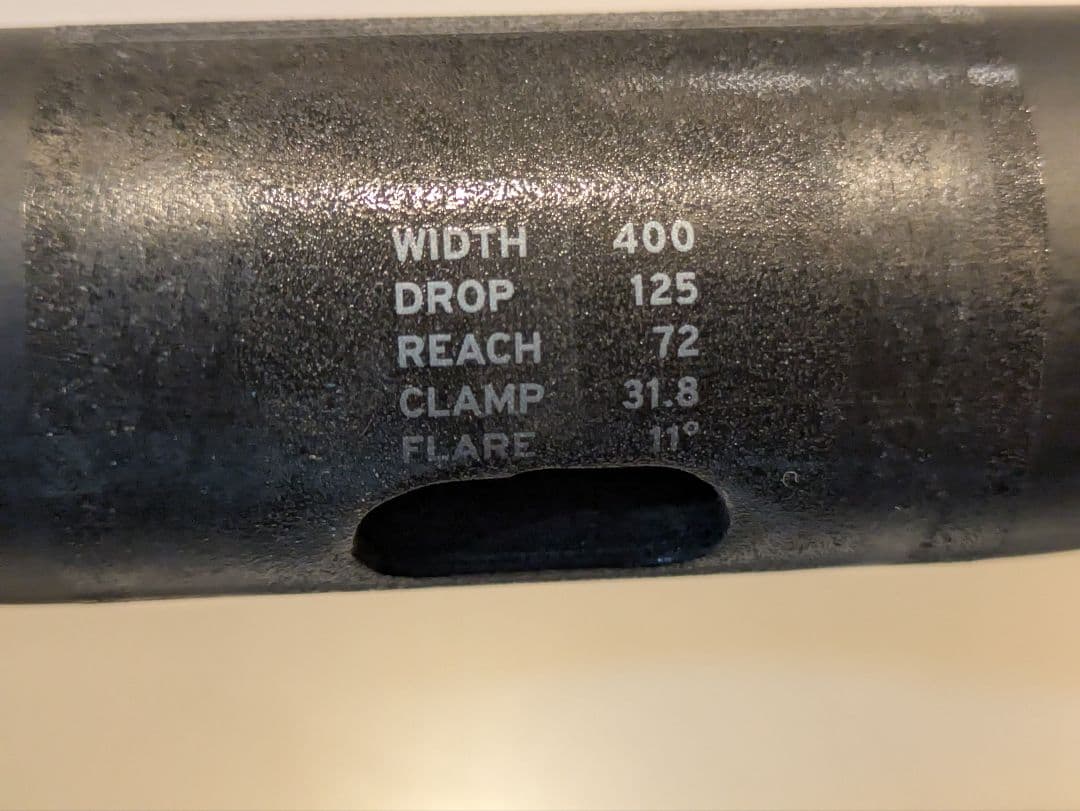 WIDTH 400
DROP 125
REACH 72
CLAMP 31.8
FLARE 11°